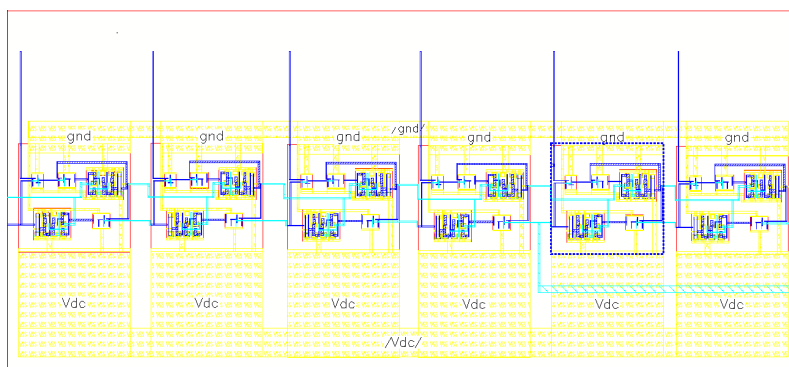 gnd gnd gnd /gnd/ gnd gnd gnd
Vdc Vdc Vdc Vdc Vdc Vdc
/Vdc/